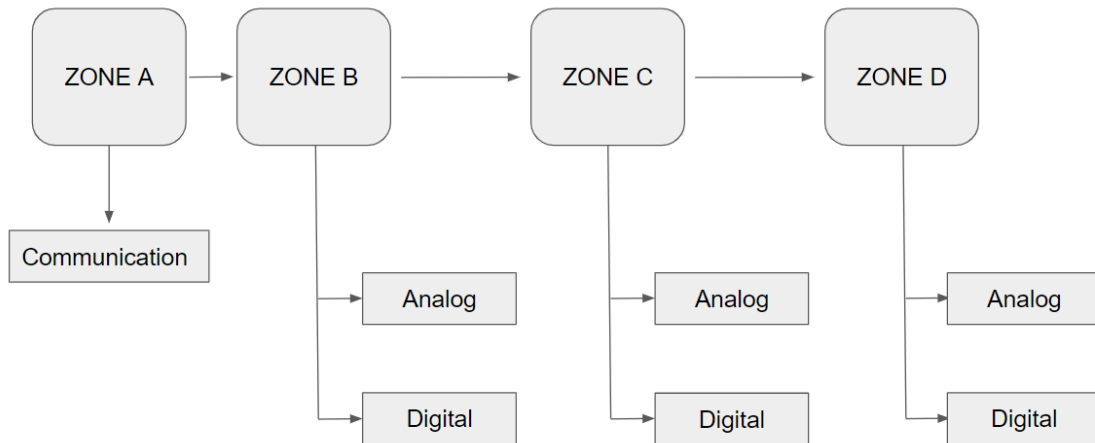 ZONE A
ZONE B
ZONE C
ZONE D
Communication
Analog
Analog
Analog
Digital
Digital
Digital